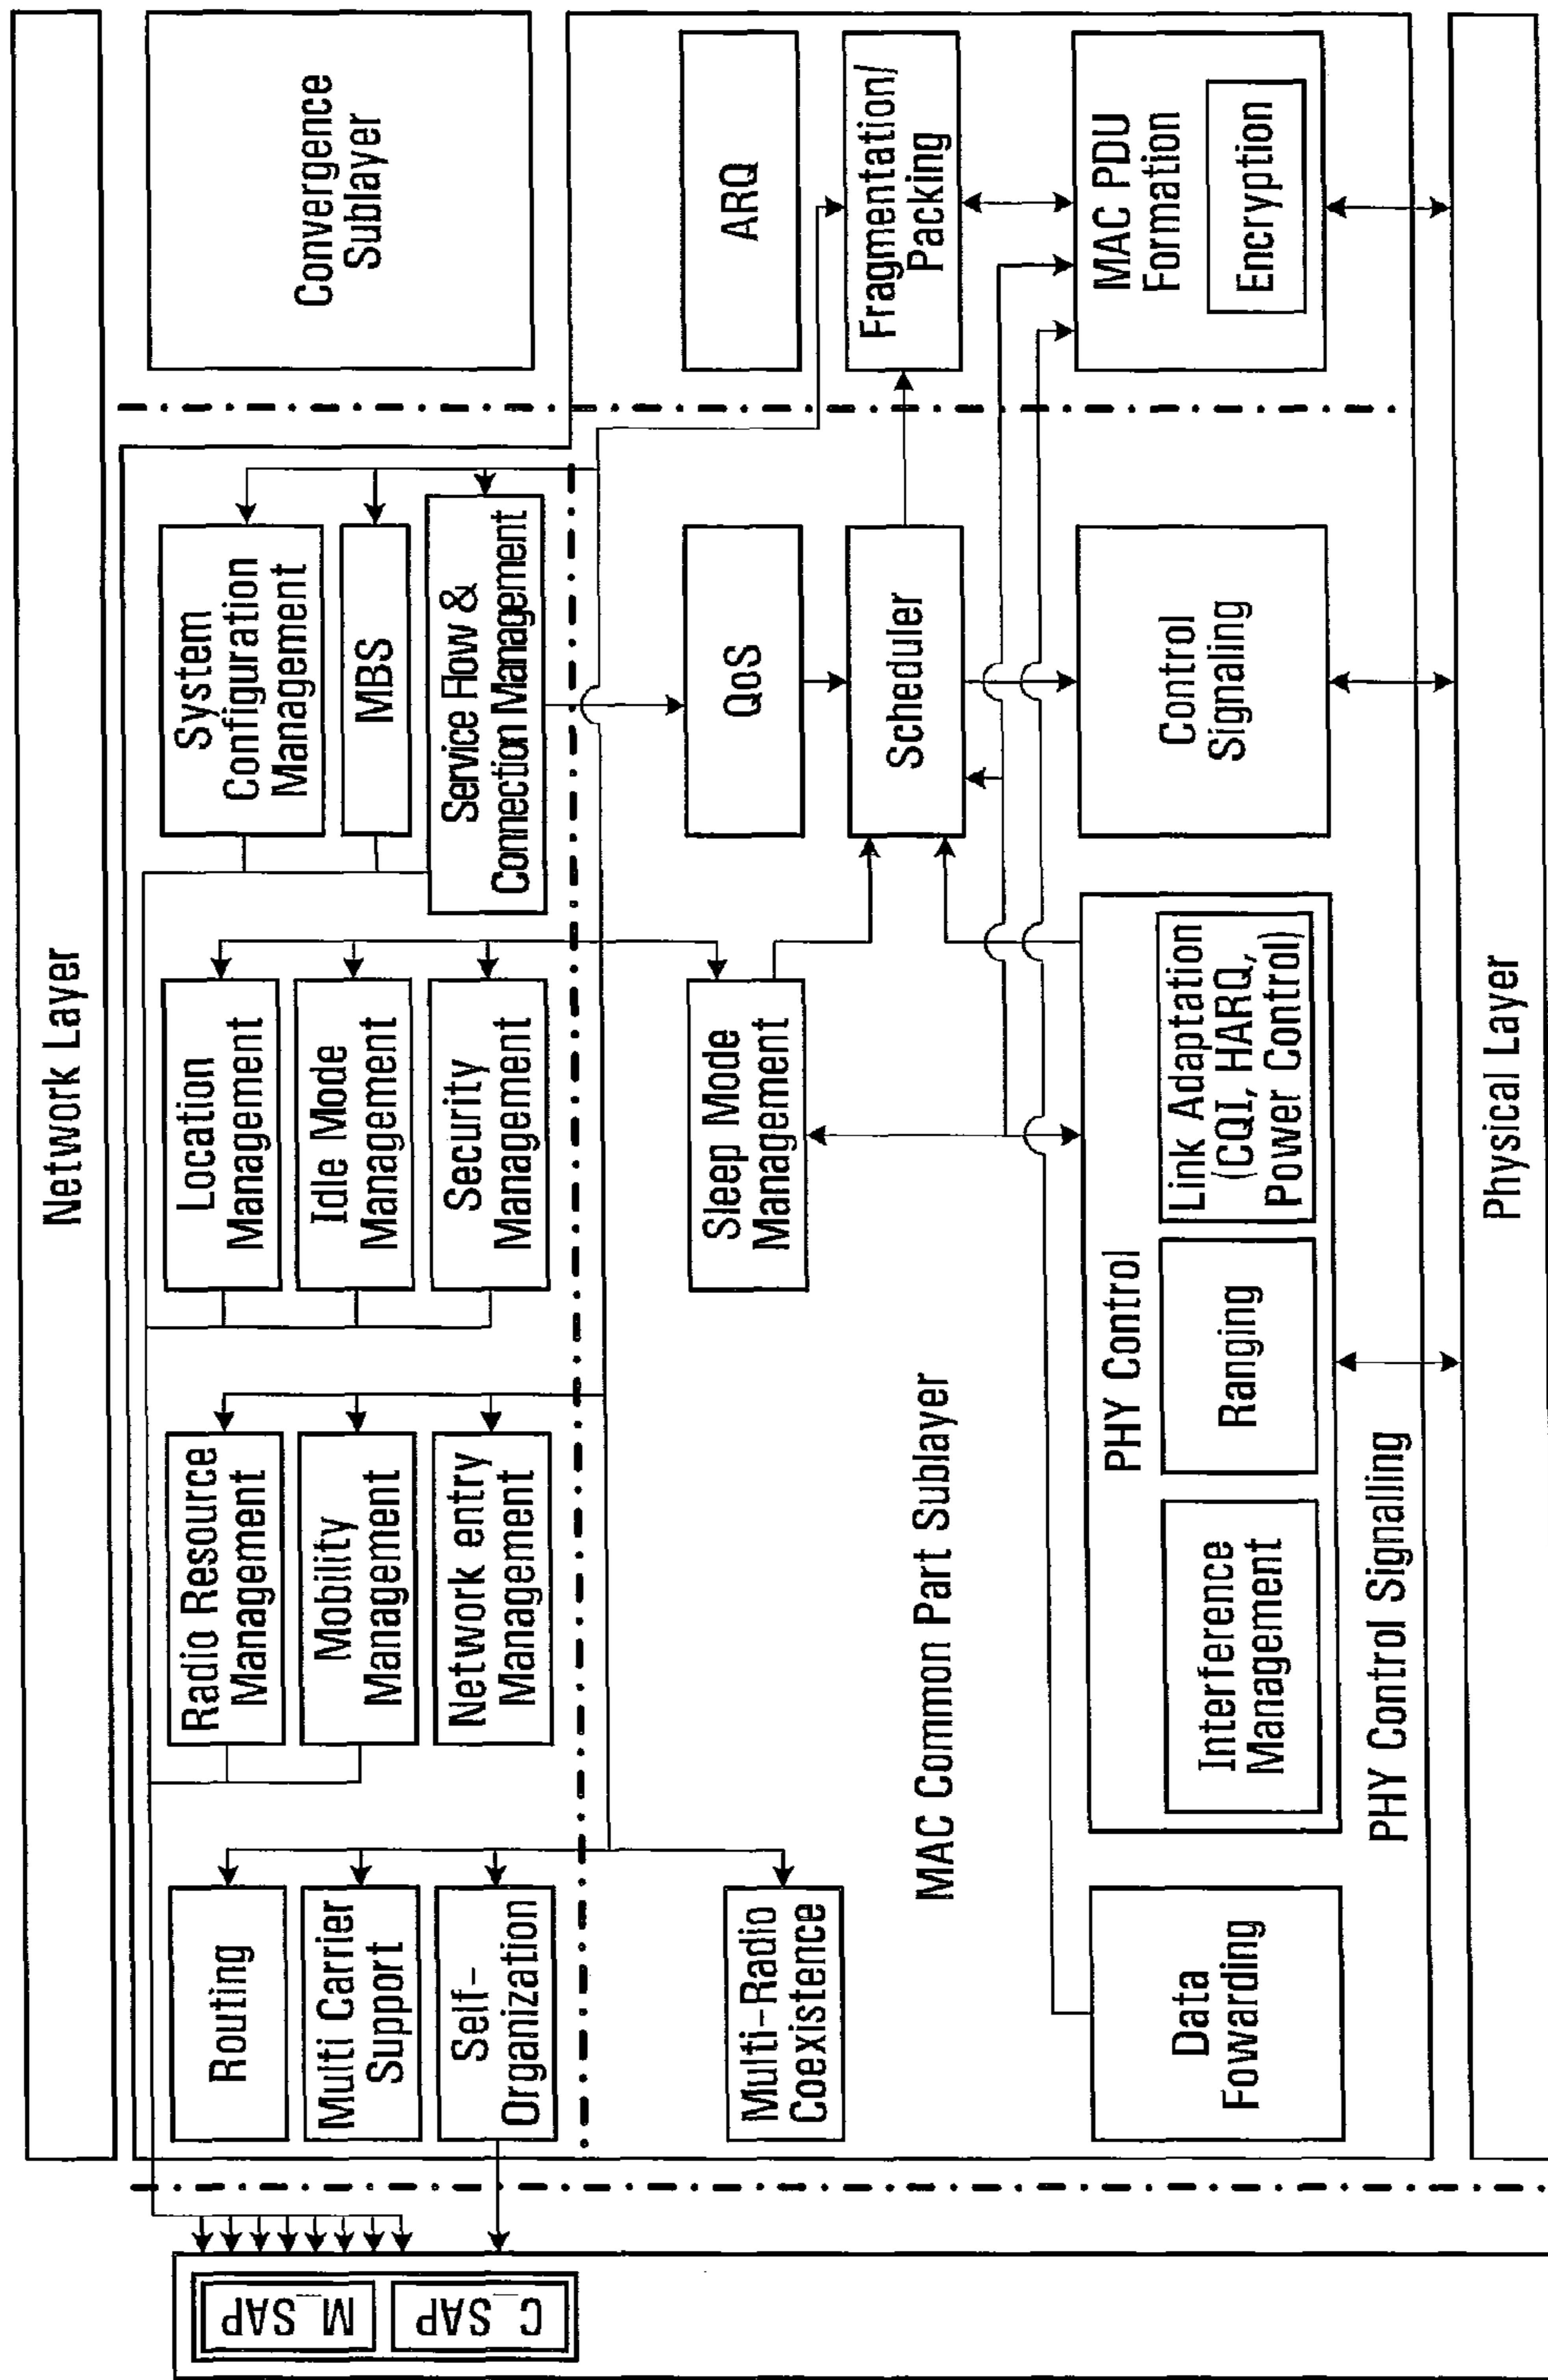 Network Layer
M_SAP
C_SAP
Routing
Multi Carrier
Support
Self-
Organization
Radio Resource
Management
Mobility
Management
Network entry
Management
Location
Management
Idle Mode
Management
Security
Management
System
Configuration
Management
MBS
Service Flow &
Connection Management
Convergence
Sublayer
Multi-Radio
Coexistence
Sleep Mode
Management
QoS
ARQ
MAC Common Part Sublayer
Scheduler
Fragmentation/
Packing
Data
Fowarding
PHY Control
Interference
Management
Ranging
Link Adaptation
(CQI, HARQ,
Power Control)
Control
Signaling
MAC PDU
Formation
Encryption
PHY Control Signalling
Physical Layer